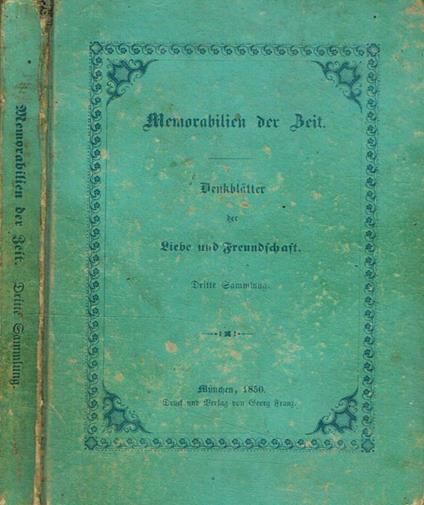 Memorabilien der Zeit. Dritte Sammlung.
Memorabilien der Zeit.
Denkblätter
der
Liebe und Freundschaft.
Dritte Sammlung.
München, 1850.
Druck und Verlag von Georg Franz.